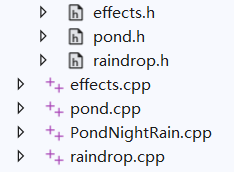 effects.h
pond.h
raindrop.h
effects.cpp
pond.cpp
PondNightRain.cpp
raindrop.cpp